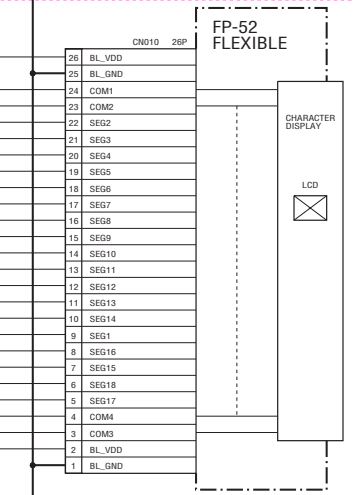 FP-52
FLEXIBLE
CN010 26P
26 BL_VDD
25 BL_GND
24 COM1
23 COM2
22 SEG2
21 SEG3
20 SEG4
19 SEG5
18 SEG6
17 SEG7
16 SEG8
15 SEG9
14 SEG10
13 SEG11
12 SEG12
11 SEG13
10 SEG14
9 SEG1
8 SEG16
7 SEG15
6 SEG18
5 SEG17
4 COM4
3 COM3
2 BL_VDD
1 BL_GND
CHARACTER
DISPLAY
LCD